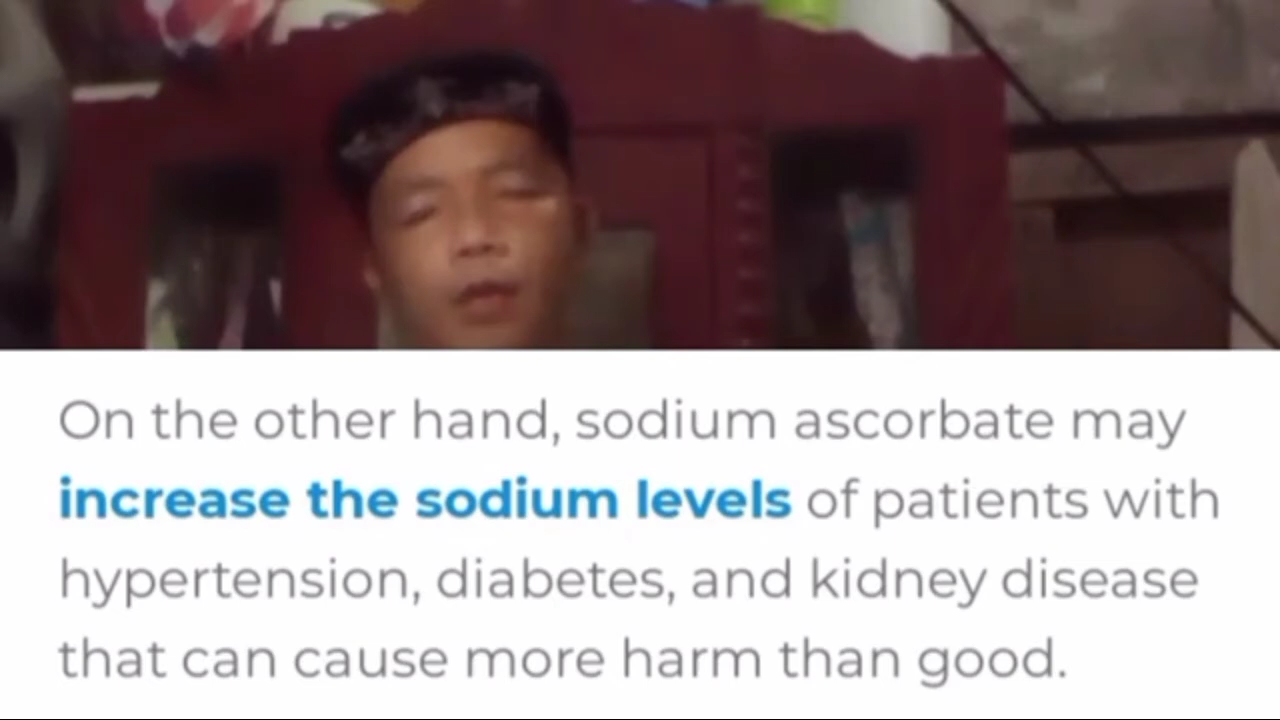 On the other hand, sodium ascorbate may
increase the sodium levels of patients with
hypertension, diabetes, and kidney disease
that can cause more harm than good.